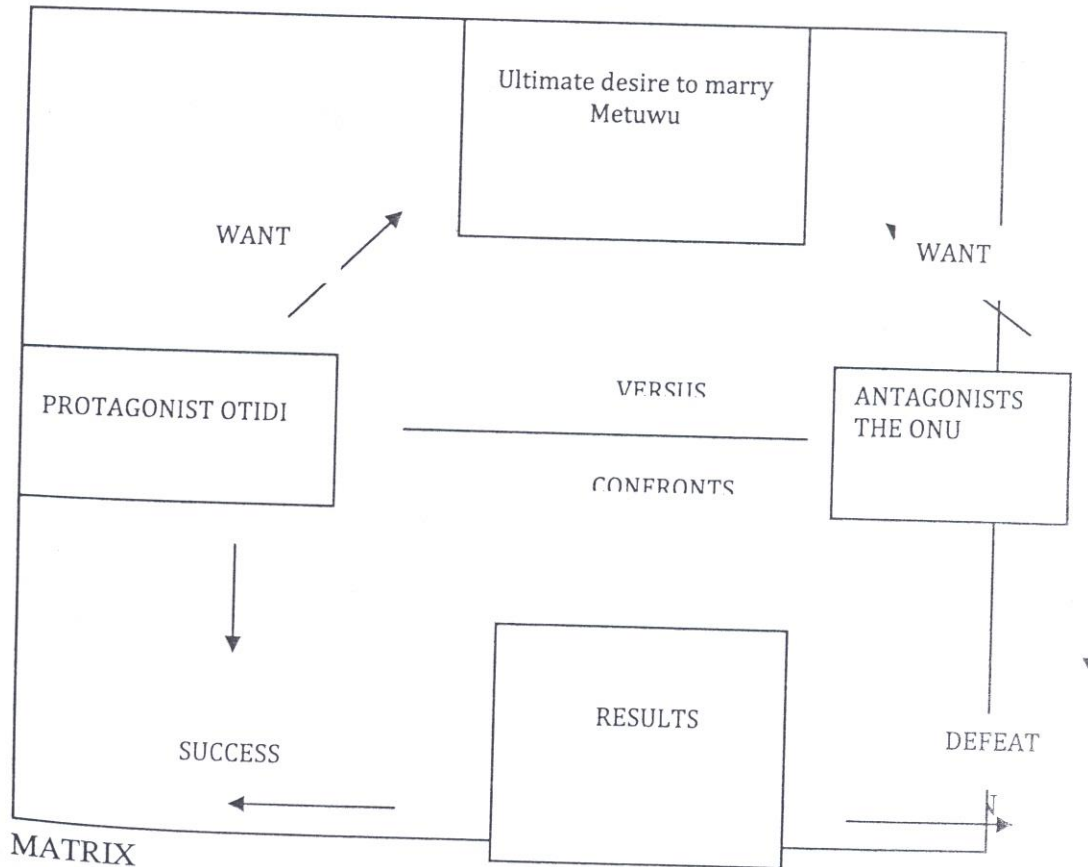 Ultimate desire to marry
Metuwu
WANT
WANT
PROTAGONIST OTIDI
VERSUS
CONFRONTS
ANTAGONISTS
THE ONU
RESULTS
SUCCESS
DEFEAT
N
MATRIX